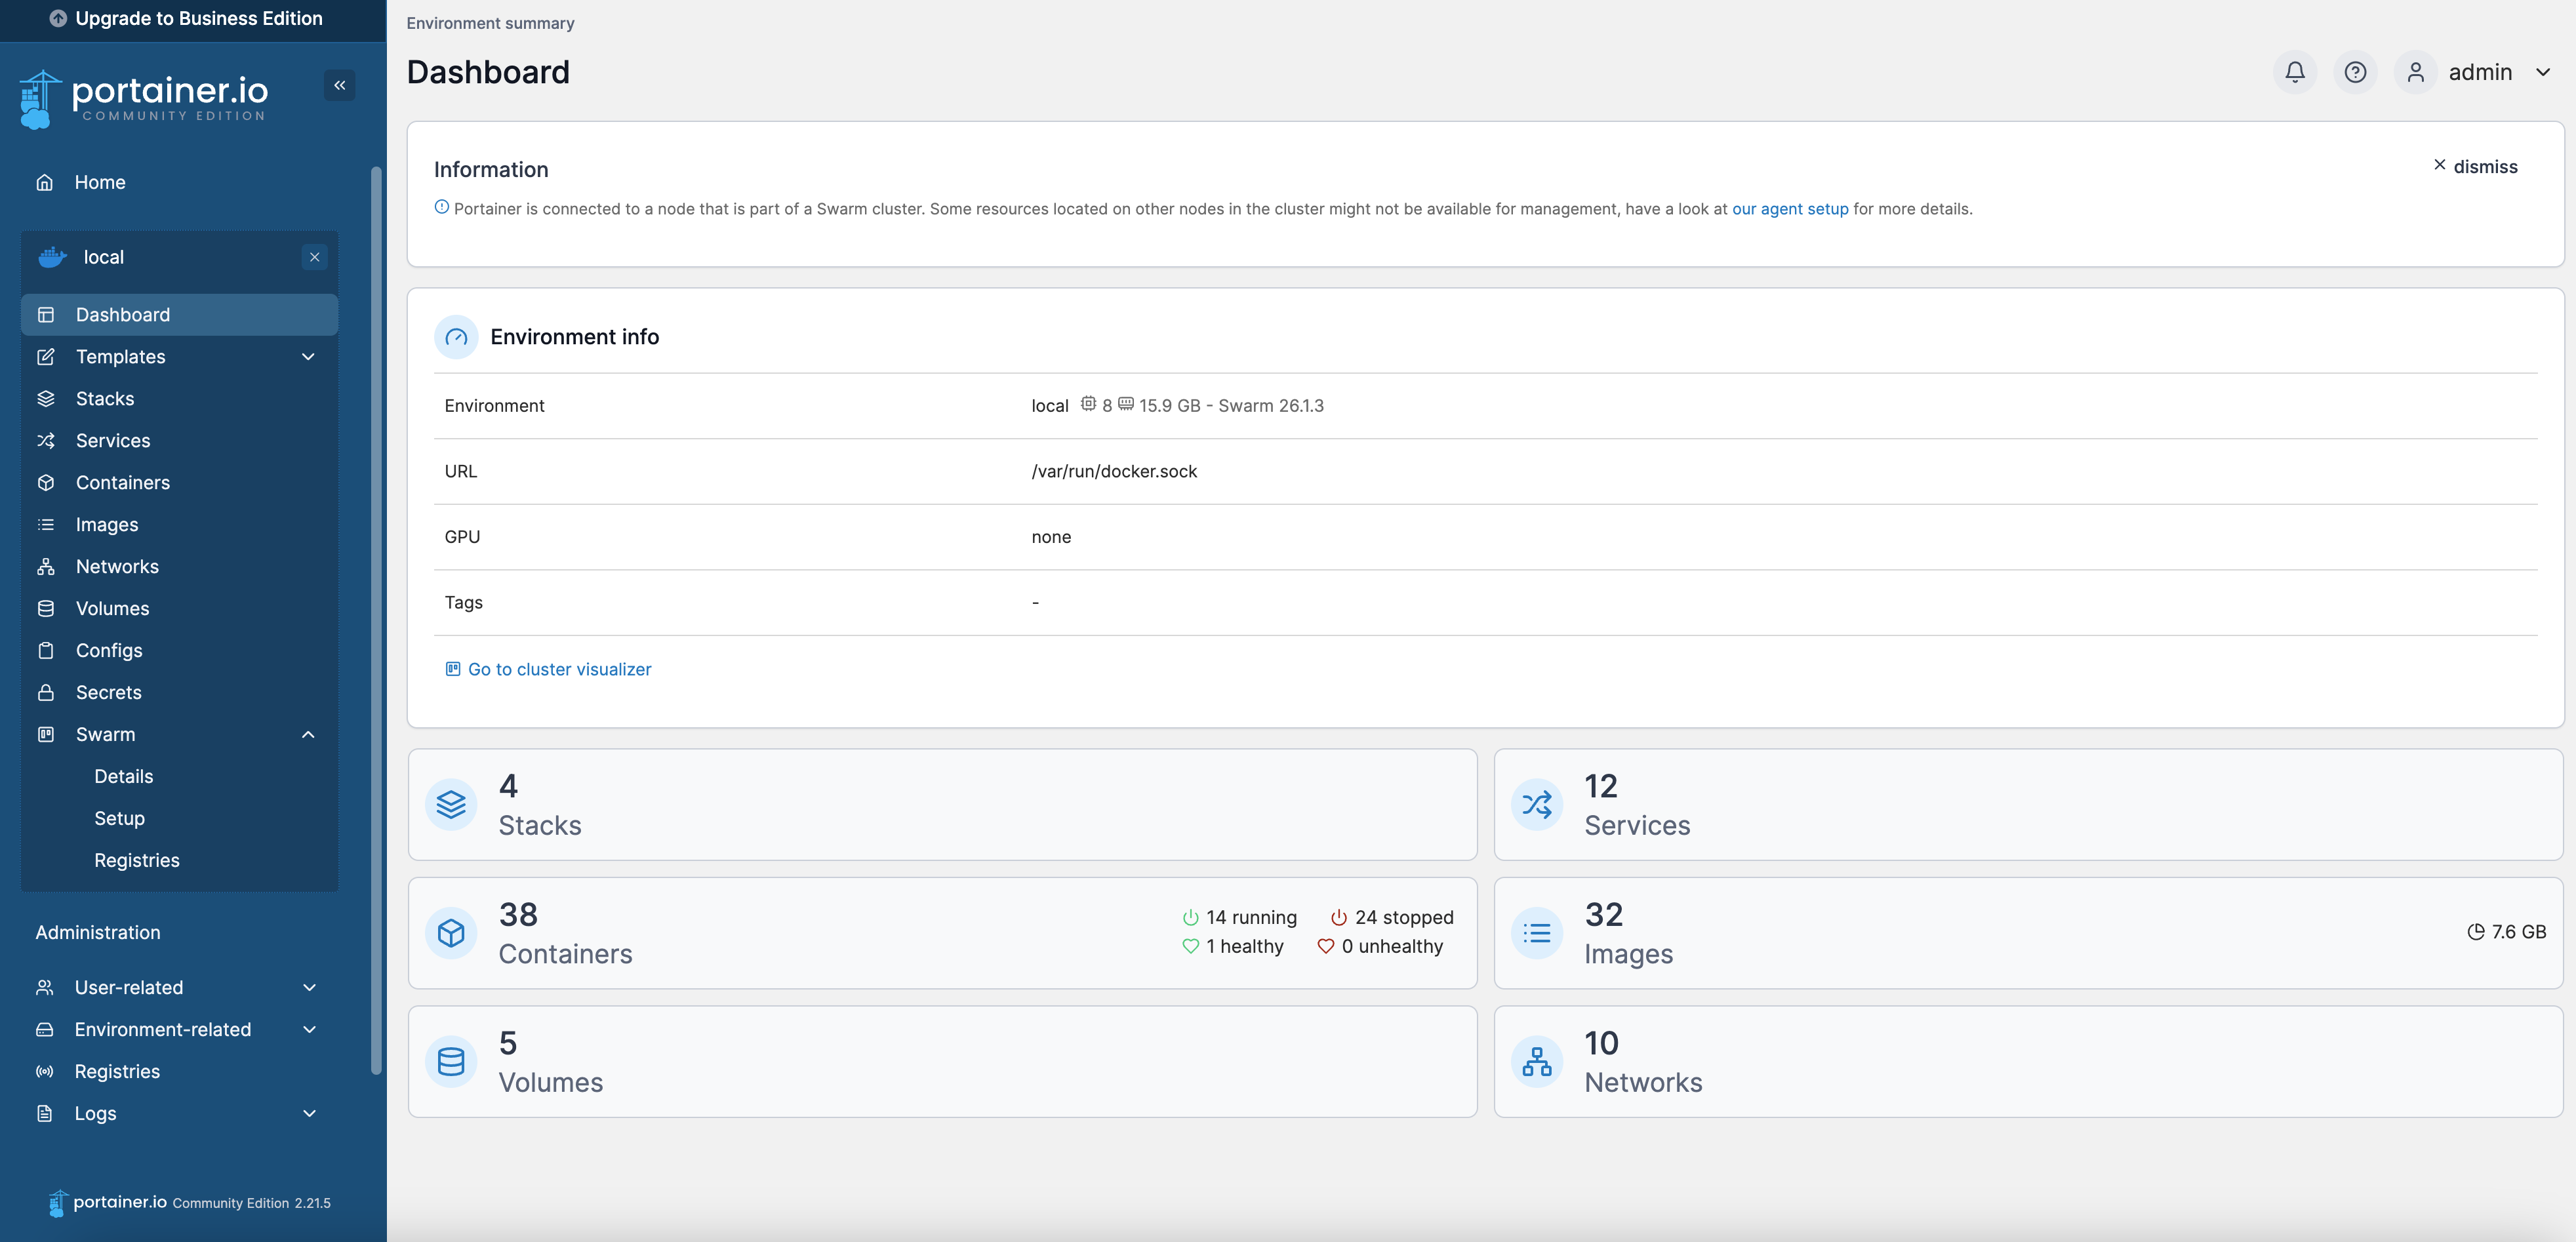 Upgrade to Business Edition
portainer.io
COMMUNITY EDITION
Home
local
Dashboard
Templates
Stacks
Services
Containers
Images
Networks
Volumes
Configs
Secrets
Swarm
Details
Setup
Registries
Administration
User-related
Environment-related
Registries
Logs
portainer.io Community Edition 2.21.5
Environment summary
Dashboard
admin
Information
dismiss
Portainer is connected to a node that is part of a Swarm cluster. Some resources located on other nodes in the cluster might not be available for management, have a look at our agent setup for more details.
Environment info
Environment local 8 15.9 GB - Swarm 26.1.3
URL /var/run/docker.sock
GPU none
Tags -
Go to cluster visualizer
4
Stacks
12
Services
38
Containers
14 running 24 stopped
1 healthy 0 unhealthy
32
Images
7.6 GB
5
Volumes
10
Networks